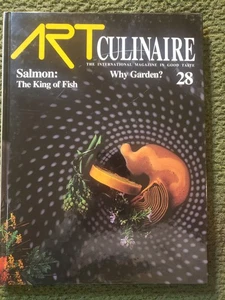 ART CULINAIRE
THE INTERNATIONAL MAGAZINE IN GOOD TASTE
Salmon: Why Garden?
The King of Fish 28